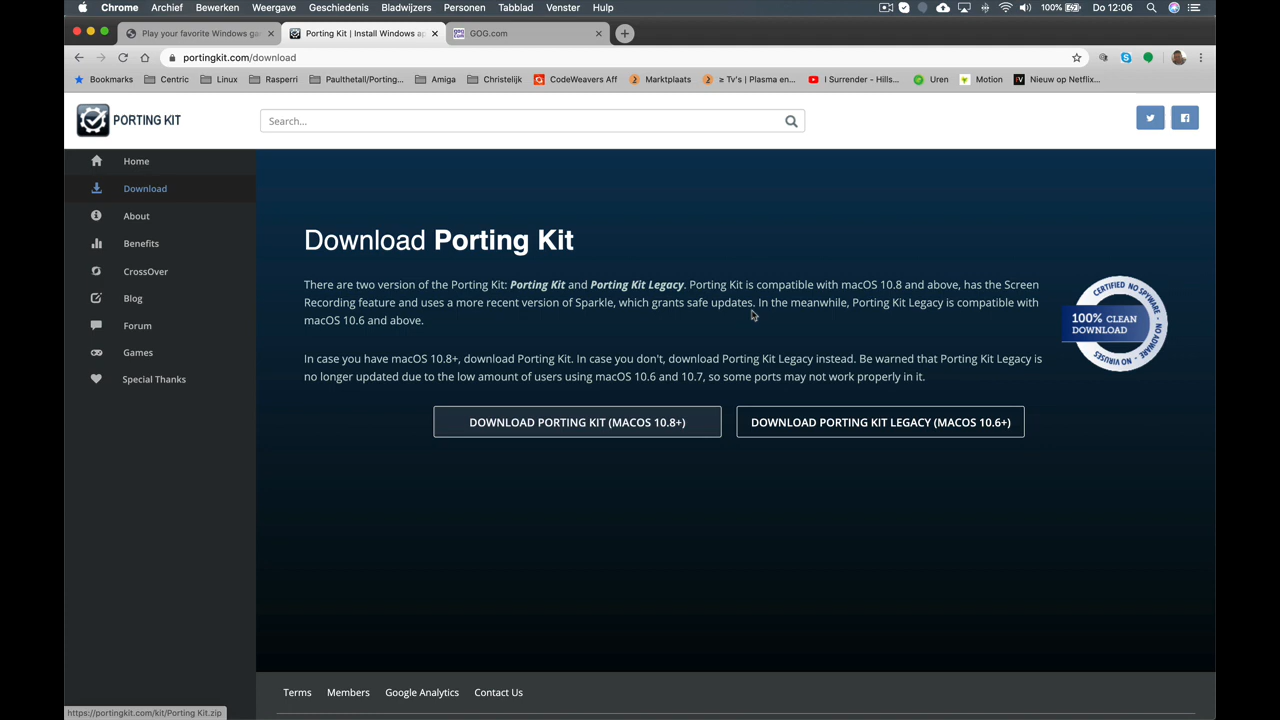 Chrome Archief Bewerken Weergave Geschiedenis Bladwijzers Personen Tabblad Venster Help 100% Do 12:06
Play your favorite Windows ga
Porting Kit | Install Windows ap
GOG.com
portingkit.com/download
Bookmarks Centric Linux Rasperri Paulthetall/Porting... Amiga Christelijk CodeWeavers Aff Marktplaats ≥ Tv's | Plasma en... I Surrender - Hills... Uren Motion Nieuw op Netflix...
PORTING KIT
Search...
Home
Download
About
Benefits
CrossOver
Blog
Forum
Games
Special Thanks
Download Porting Kit
There are two version of the Porting Kit: Porting Kit and Porting Kit Legacy. Porting Kit is compatible with macOS 10.8 and above, has the Screen
Recording feature and uses a more recent version of Sparkle, which grants safe updates. In the meanwhile, Porting Kit Legacy is compatible with
macOS 10.6 and above.
In case you have macOS 10.8+, download Porting Kit. In case you don't, download Porting Kit Legacy instead. Be warned that Porting Kit Legacy is
no longer updated due to the low amount of users using macOS 10.6 and 10.7, so some ports may not work properly in it.
DOWNLOAD PORTING KIT (MACOS 10.8+)
DOWNLOAD PORTING KIT LEGACY (MACOS 10.6+)
CERTIFIED NO SPYWARE - NO ADWARE - NO VIRUSES -
100% CLEAN
DOWNLOAD
Terms Members Google Analytics Contact Us
https://portingkit.com/kit/Porting Kit.zip